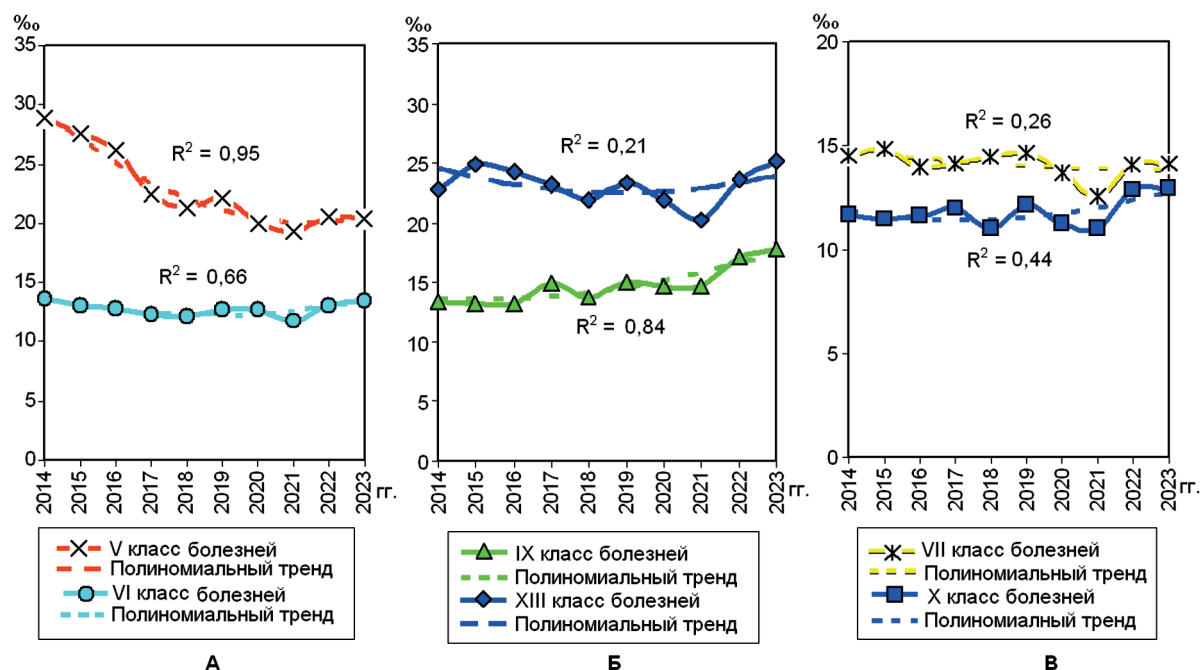 ‰
35
30
25
20
15
10
5
0
R² = 0,95
R² = 0,66
2014
2015
2016
2017
2018
2019
2020
2021
2022
2023
гг.
V класс болезней
Полиномиальный тренд
VI класс болезней
Полиномиальный тренд
А
‰
35
30
25
20
15
10
5
0
R² = 0,21
R² = 0,84
2014
2015
2016
2017
2018
2019
2020
2021
2022
2023
гг.
IX класс болезней
Полиномиальный тренд
XIII класс болезней
Полиномиальный тренд
Б
‰
20
15
10
5
0
R² = 0,26
R² = 0,44
2014
2015
2016
2017
2018
2019
2020
2021
2022
2023
гг.
VII класс болезней
Полиномиальный тренд
X класс болезней
Полиномиальный тренд
В